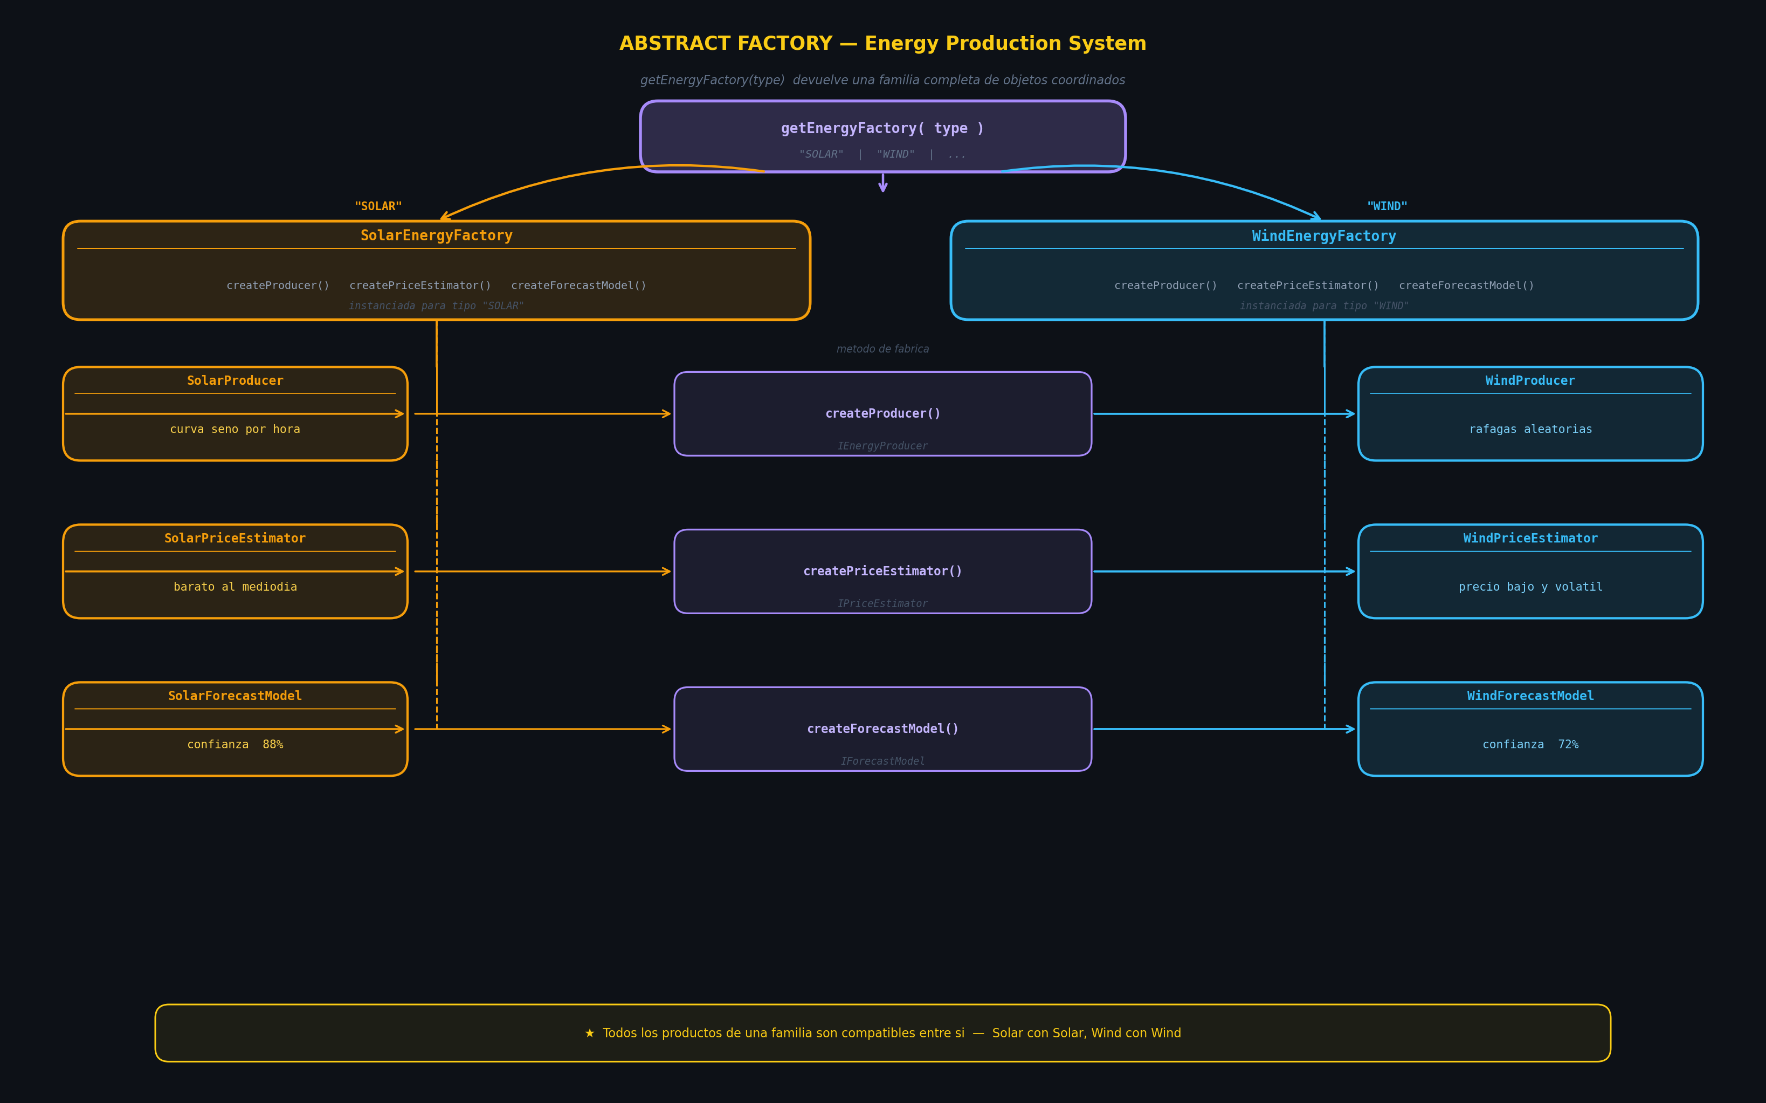 ABSTRACT FACTORY — Energy Production System
getEnergyFactory(type)  devuelve una familia completa de objetos coordinados
getEnergyFactory( type )
"SOLAR"  |  "WIND"  |  ...
"SOLAR"
"WIND"
SolarEnergyFactory
createProducer()   createPriceEstimator()   createForecastModel()
instanciada para tipo "SOLAR"
WindEnergyFactory
createProducer()   createPriceEstimator()   createForecastModel()
instanciada para tipo "WIND"
metodo de fabrica
SolarProducer
curva seno por hora
createProducer()
IEnergyProducer
WindProducer
rafagas aleatorias
SolarPriceEstimator
barato al mediodia
createPriceEstimator()
IPriceEstimator
WindPriceEstimator
precio bajo y volatil
SolarForecastModel
confianza  88%
createForecastModel()
IForecastModel
WindForecastModel
confianza  72%
★  Todos los productos de una familia son compatibles entre si  —  Solar con Solar, Wind con Wind